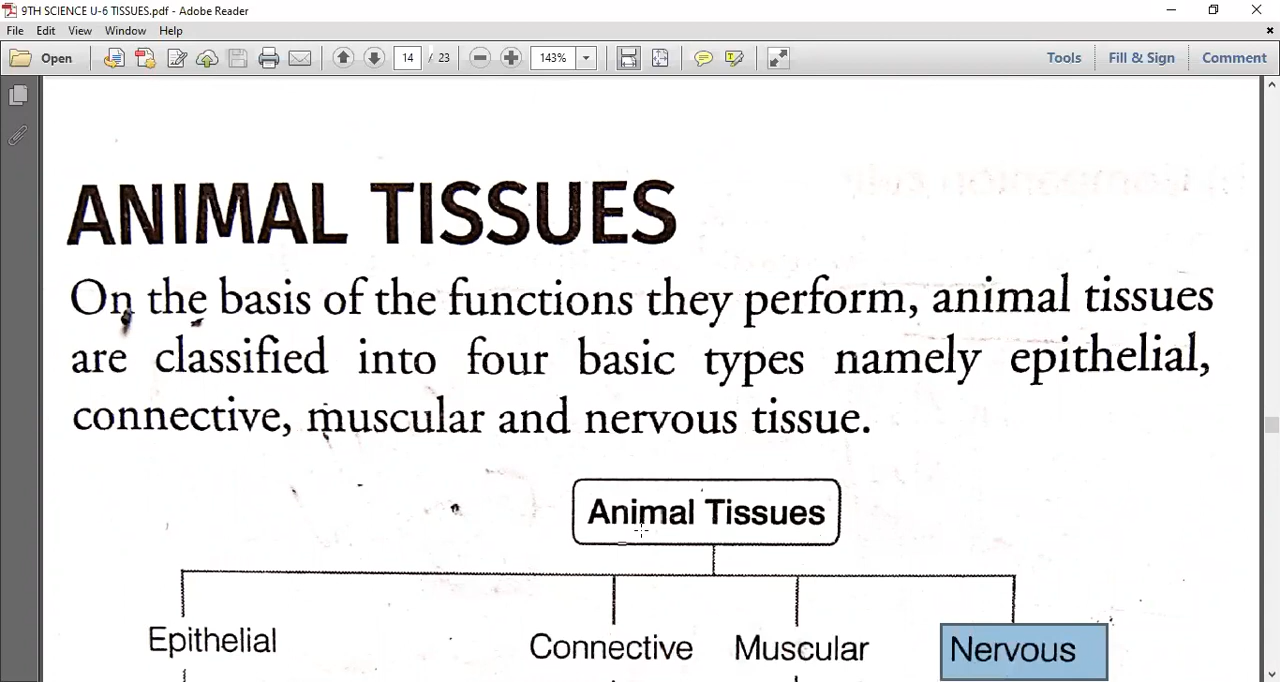 9TH SCIENCE U-6 TISSUES.pdf - Adobe Reader
File Edit View Window Help
Open 14 / 23 143% Tools Fill & Sign Comment
ANIMAL TISSUES
On the basis of the functions they perform, animal tissues
are classified into four basic types namely epithelial,
connective, muscular and nervous tissue.
Animal Tissues
Epithelial Connective Muscular Nervous